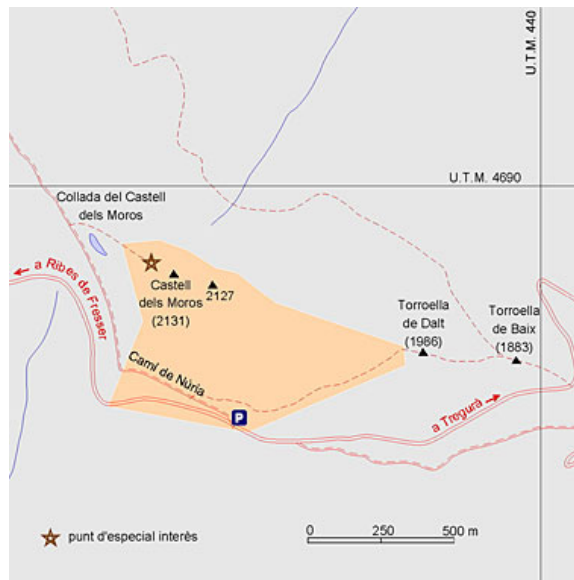 U.T.M. 440
U.T.M. 4690
Collada del Castell
dels Moros
a Ribes de Fresser
Castell
dels Moros
(2131)
2127
Torroella
de Dalt
(1986)
Torroella
de Baix
(1883)
Camí de Núria
P
a Tregurà
punt d'especial interès
0 250 500 m